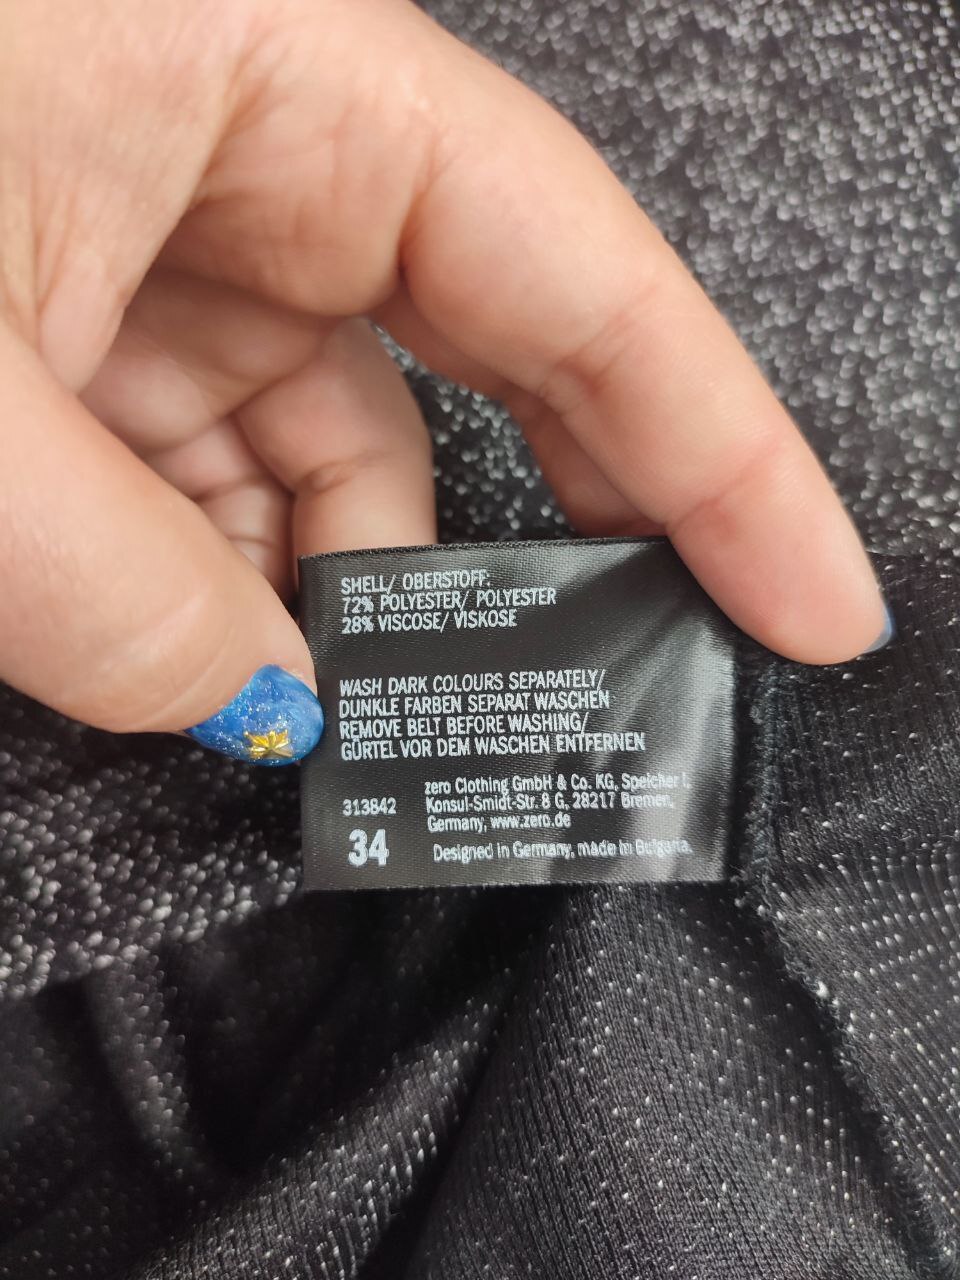 SHELL/ OBERSTOFF:
72% POLYESTER/ POLYESTER
28% VISCOSE/ VISKOSE
WASH DARK COLOURS SEPARATELY/
DUNKLE FARBEN SEPARAT WASCHEN
REMOVE BELT BEFORE WASHING/
GÜRTEL VOR DEM WASCHEN ENTFERNEN
zero Clothing GmbH & Co. KG, Speicher I,
313842 Konsul-Smidt-Str. 8 G, 28217 Bremen,
Germany, www.zero.de
34 Designed in Germany, made in Bulgaria.